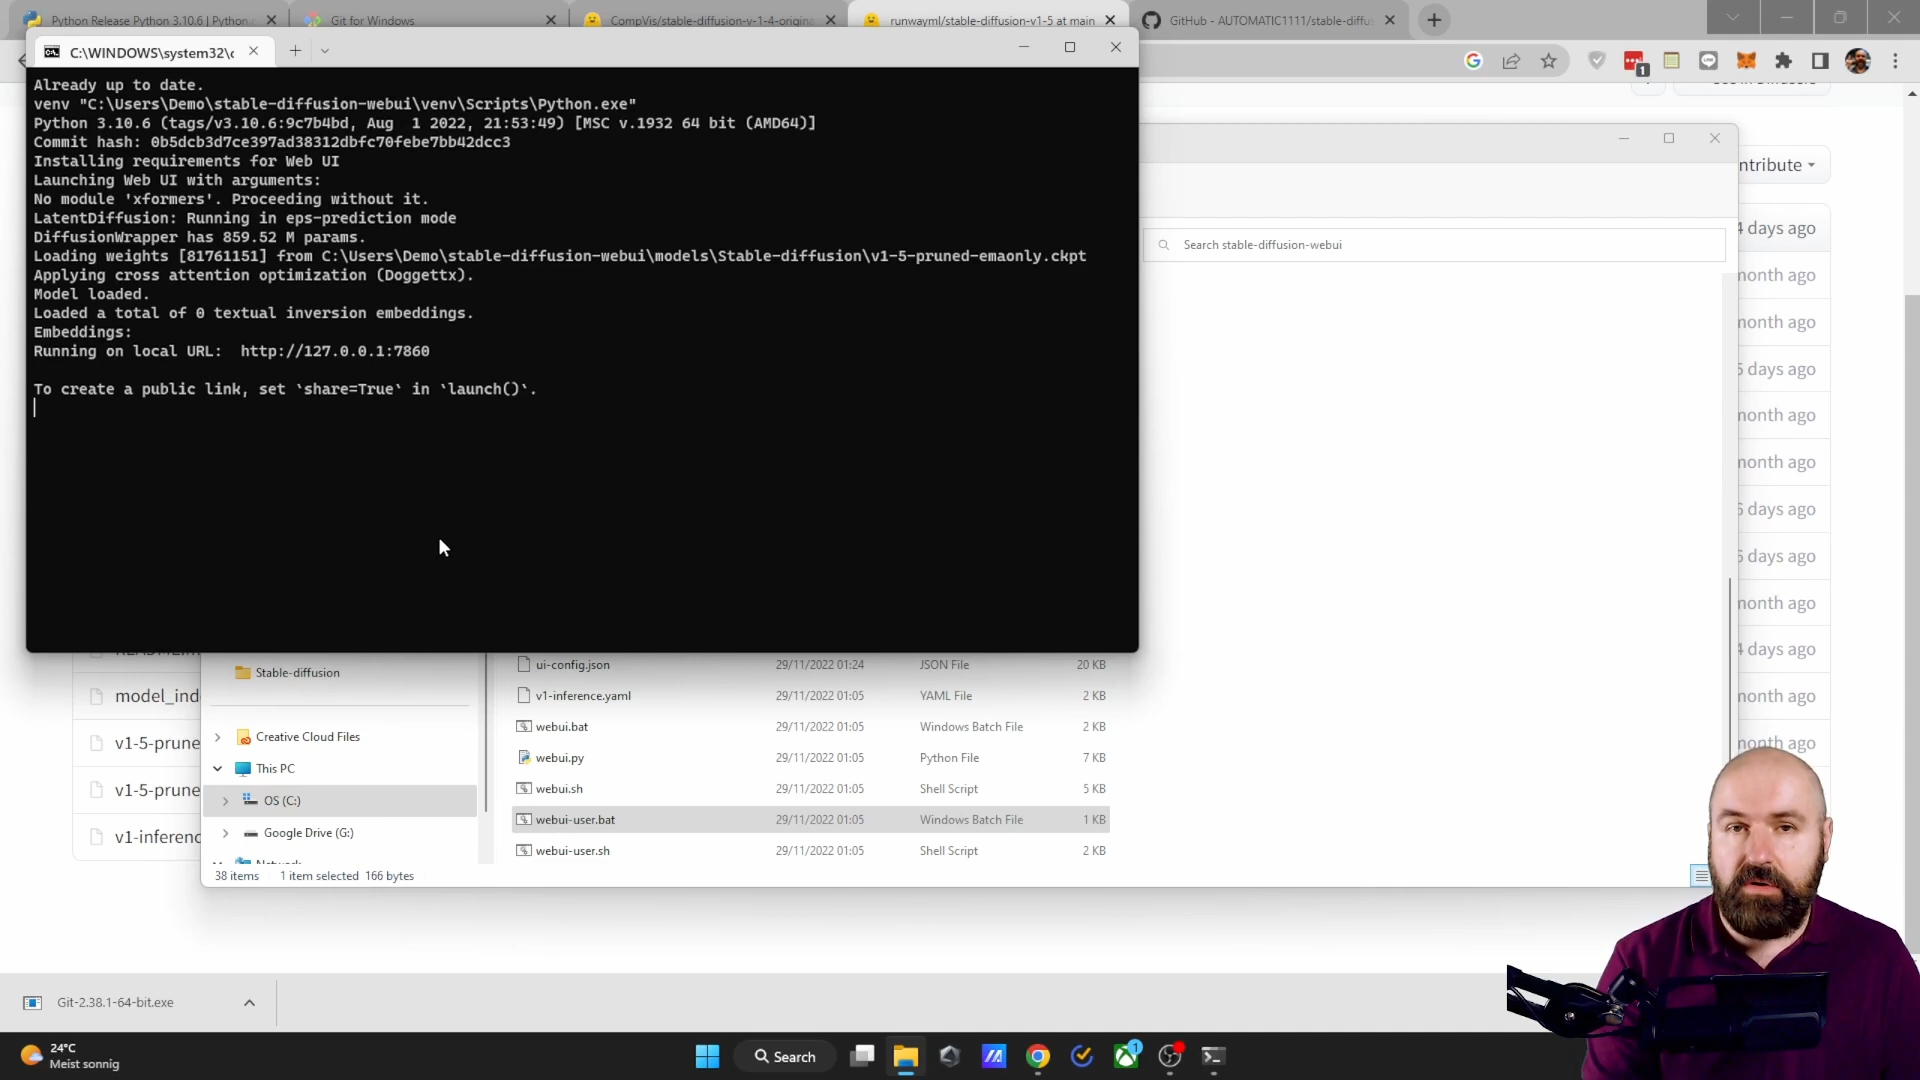 Python Release Python 3.10.6 | Python.
Git for Windows
CompVis/stable-diffusion-v-1-4-origina
runwayml/stable-diffusion-v1-5 at main
GitHub - AUTOMATIC1111/stable-diffus
C:\WINDOWS\system32\c
1
Already up to date.
venv "C:\Users\Demo\stable-diffusion-webui\venv\Scripts\Python.exe"
Python 3.10.6 (tags/v3.10.6:9c7b4bd, Aug  1 2022, 21:53:49) [MSC v.1932 64 bit (AMD64)]
Commit hash: 0b5dcb3d7ce397ad38312dbfc70febe7bb42dcc3
Installing requirements for Web UI
Launching Web UI with arguments:
No module 'xformers'. Proceeding without it.
LatentDiffusion: Running in eps-prediction mode
DiffusionWrapper has 859.52 M params.
Loading weights [81761151] from C:\Users\Demo\stable-diffusion-webui\models\Stable-diffusion\v1-5-pruned-emaonly.ckpt
Applying cross attention optimization (Doggettx).
Model loaded.
Loaded a total of 0 textual inversion embeddings.
Embeddings:
Running on local URL:  http://127.0.0.1:7860
To create a public link, set `share=True` in `launch()`.
ntribute
Search stable-diffusion-webui
4 days ago
month ago
month ago
5 days ago
month ago
month ago
6 days ago
6 days ago
month ago
4 days ago
month ago
month ago
model_ind
v1-5-prune
v1-5-prune
v1-inferenc
Stable-diffusion
Creative Cloud Files
This PC
OS (C:)
Google Drive (G:)
Network
ui-config.json 29/11/2022 01:24 JSON File 20 KB
v1-inference.yaml 29/11/2022 01:05 YAML File 2 KB
webui.bat 29/11/2022 01:05 Windows Batch File 2 KB
webui.py 29/11/2022 01:05 Python File 7 KB
webui.sh 29/11/2022 01:05 Shell Script 5 KB
webui-user.bat 29/11/2022 01:05 Windows Batch File 1 KB
webui-user.sh 29/11/2022 01:05 Shell Script 2 KB
38 items 1 item selected 166 bytes
Git-2.38.1-64-bit.exe
24°C
Meist sonnig
Search
1